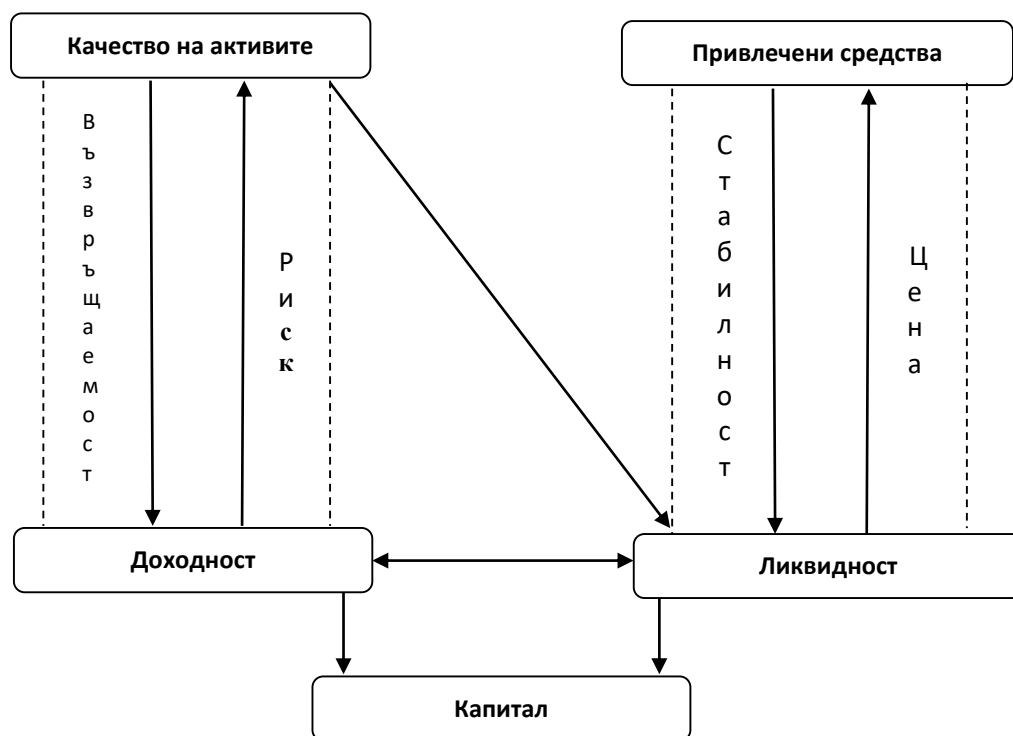 Качество на активите
Привлечени средства
Възвръщаемост
Риск
Стабилност
Цена
Доходност
Ликвидност
Капитал